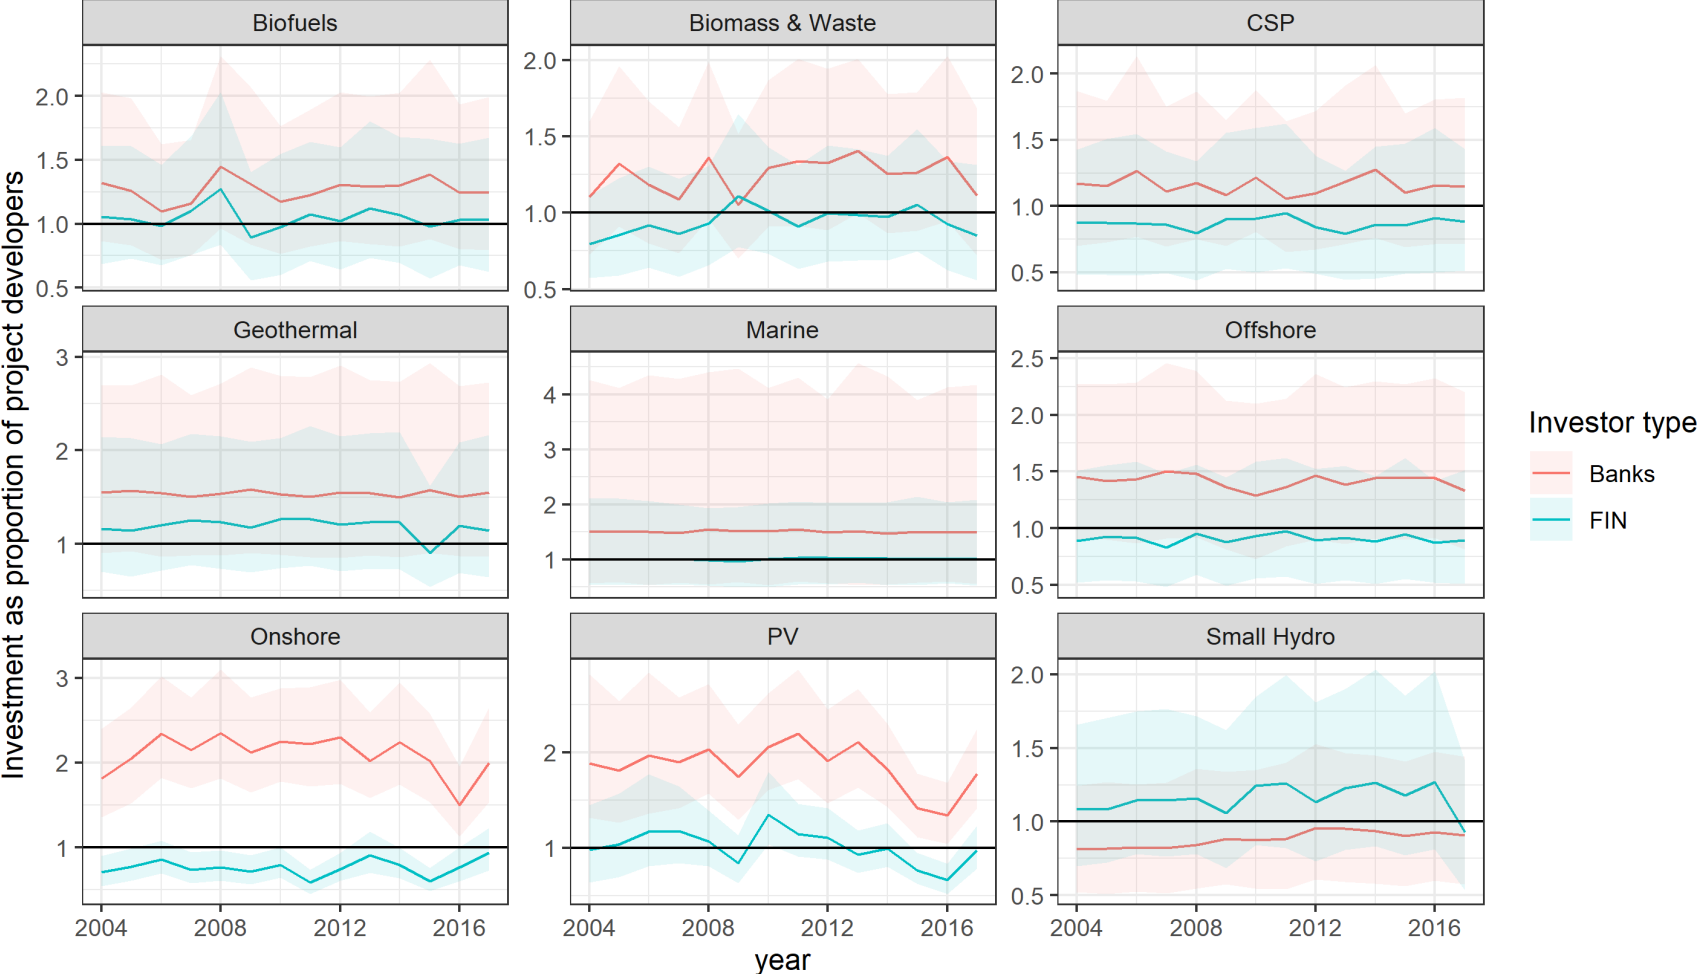 Biofuels
Biomass & Waste
CSP
2.0
1.5
1.0
0.5
2.0
1.5
1.0
0.5
2.0
1.5
1.0
0.5
Geothermal
Marine
Offshore
3
2
1
4
3
2
1
2.5
2.0
1.5
1.0
0.5
Onshore
PV
Small Hydro
3
2
1
2
1
2.0
1.5
1.0
0.5
2004 2008 2012 2016
2004 2008 2012 2016
2004 2008 2012 2016
year
Investment as proportion of project developers
Investor type
Banks
FIN